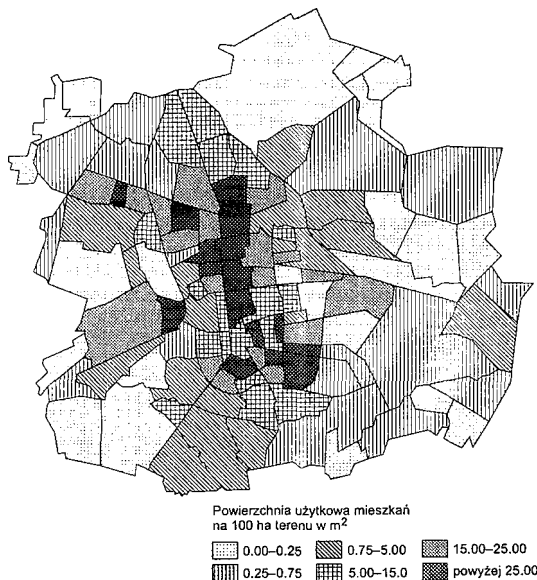 Powierzchnia użytkowa mieszkań
na 100 ha terenu w m²
0.00–0.25 0.75–5.00 15.00–25.00
0.25–0.75 5.00–15.0 powyżej 25.00